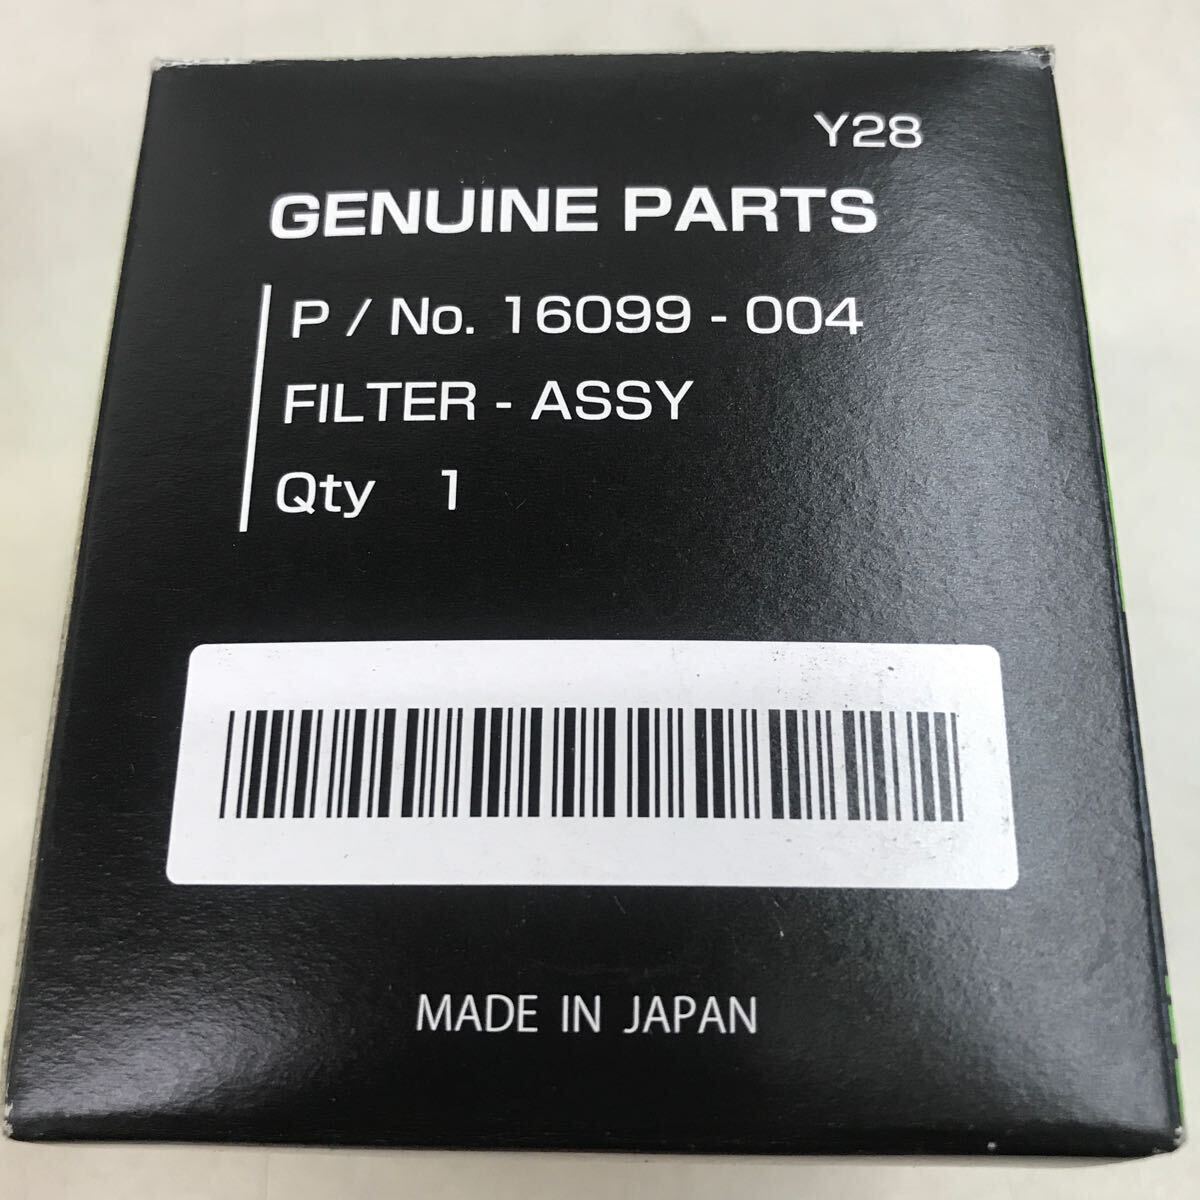 Y28
GENUINE PARTS
P / No. 16099 - 004
FILTER - ASSY
Qty 1
MADE IN JAPAN